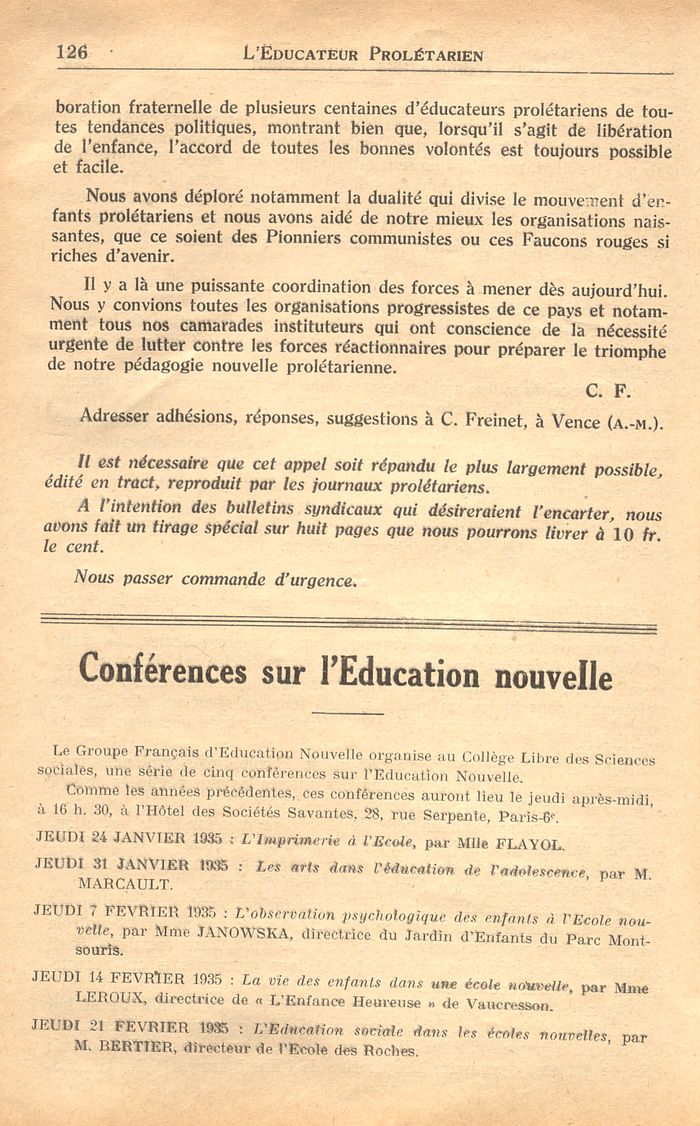 126
L'EDUCATEUR PROLÉTARIEN
boration fraternelle de plusieurs centaines d'éducateurs prolétariens de tou-
tes tendances politiques, montrant bien que, lorsqu'il s'agit de libération
de l'enfance, l'accord de toutes les bonnes volontés est toujours possible
et facile.
Nous avons déploré notamment la dualité qui divise le mouvement d'en-
fants prolétariens et nous avons aidé de notre mieux les organisations nais-
santes, que ce soient des Pionniers communistes ou ces Faucons rouges si
riches d'avenir.
Il y a là une puissante coordination des forces à mener dès aujourd'hui.
Nous y convions toutes les organisations progressistes de ce pays et notam-
ment tous nos camarades instituteurs qui ont conscience de la nécessité
urgente de lutter contre les forces réactionnaires pour préparer le triomphe
de notre pédagogie nouvelle prolétarienne.
C. F.
Adresser adhésions, réponses, suggestions à C. Freinet, à Vence (A.-M.).
Il est nécessaire que cet appel soit répandu le plus largement possible,
édité en tract, reproduit par les journaux prolétariens.
A l'intention des bulletins syndicaux qui désireraient l'encarter, nous
avons fait un tirage spécial sur huit pages que nous pourrons livrer à 10 fr.
le cent.
Nous passer commande d'urgence.
Conférences sur l'Education nouvelle
Le Groupe Français d'Education Nouvelle organise au Collège Libre des Sciences
sociales, une série de cinq conférences sur l'Education Nouvelle.
Comme les années précédentes, ces conférences auront lieu le jeudi après-midi,
à 16 h. 30, à l'Hôtel des Sociétés Savantes, 28, rue Serpente, Paris-6e.
JEUDI 24 JANVIER 1935 : L'Imprimerie à l'Ecole, par Mlle FLAYOL.
JEUDI 31 JANVIER 1935 : Les arts dans l'éducation de l'adolescence, par M.
MARCAULT.
JEUDI 7 FEVRIER 1935 : L'observation psychologique des enfants à l'Ecole nou-
velle, par Mme JANOWSKA, directrice du Jardin d'Enfants du Parc Mont-
souris.
JEUDI 14 FEVRIER 1935 : La vie des enfants dans une école nouvelle, par Mme
LEROUX, directrice de « L'Enfance Heureuse » de Vaucresson.
JEUDI 21 FEVRIER 1935 : L'Education sociale dans les écoles nouvelles, par
M. BERTIER, directeur de l'Ecole des Roches.